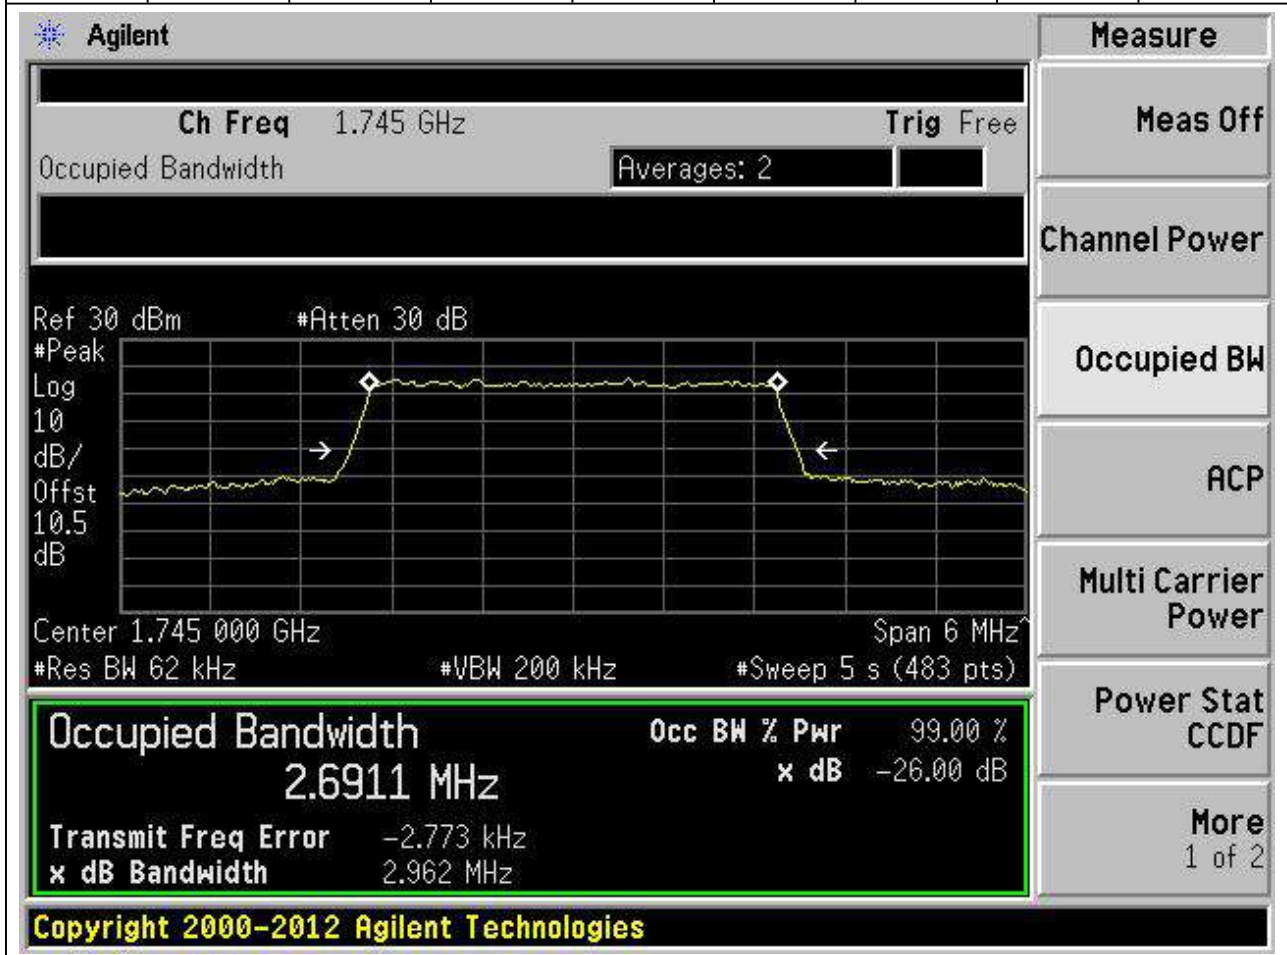 Agilent
Measure
Ch Freq 1.745 GHz Trig Free
Occupied Bandwidth Averages: 2
Meas Off
Channel Power
Occupied BW
ACP
Multi Carrier
Power
Power Stat
CCDF
More
1 of 2
Ref 30 dBm #Atten 30 dB
#Peak
Log
10
dB/
Offst
10.5
dB
Center 1.745 000 GHz Span 6 MHz^
#Res BW 62 kHz #VBW 200 kHz #Sweep 5 s (483 pts)
Occupied Bandwidth
2.6911 MHz
Occ BW % Pwr 99.00 %
x dB -26.00 dB
Transmit Freq Error -2.773 kHz
x dB Bandwidth 2.962 MHz
Copyright 2000-2012 Agilent Technologies